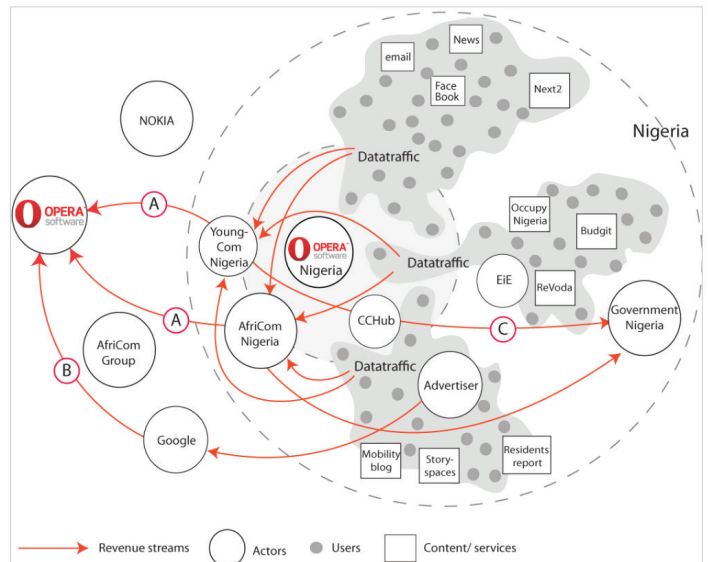 News
email
Face
Book
Next2
NOKIA
Nigeria
Datatraffic
A
OPERA
software
Occupy
Nigeria
Budgit
Young-
Com
Nigeria
OPERA
software
Nigeria
Datatraffic
EiE
ReVoda
Government
Nigeria
AfriCom
Nigeria
A
CCHub
C
AfriCom
Group
B
Datatraffic
Advertiser
Google
Mobility
blog
Story-
spaces
Residents
report
Revenue streams
Actors
Users
Content/ services